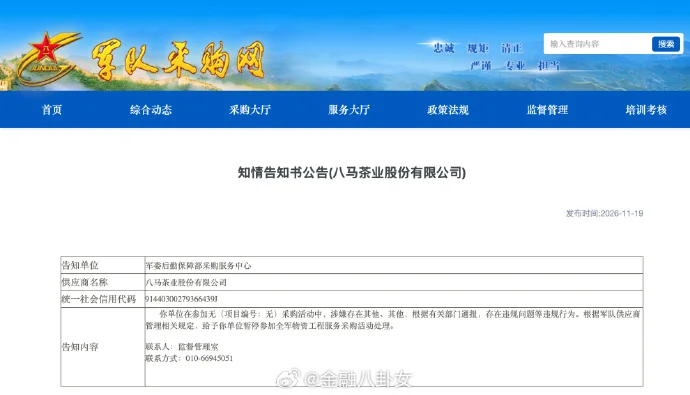 军队采购网
忠诚 规矩 清正
严谨 专业 担当
输入查询内容 搜索
首页 综合动态 采购大厅 服务大厅 政策法规 监督管理 培训考核
知情告知书公告(八马茶业股份有限公司)
发布时间:2026-11-19
告知单位 军委后勤保障部采购服务中心
供应商名称 八马茶业股份有限公司
统一社会信用代码 91440300279366439J
告知内容
你单位在参加无（项目编号：无）采购活动中，涉嫌存在其他、其他，根据有关部门通报，存在违规问题等违规行为。根据军队供应商
管理相关规定，给予你单位暂停参加全军物资工程服务采购活动处理。
联系人：监督管理室
联系方式：010-66945051
@金融八卦女